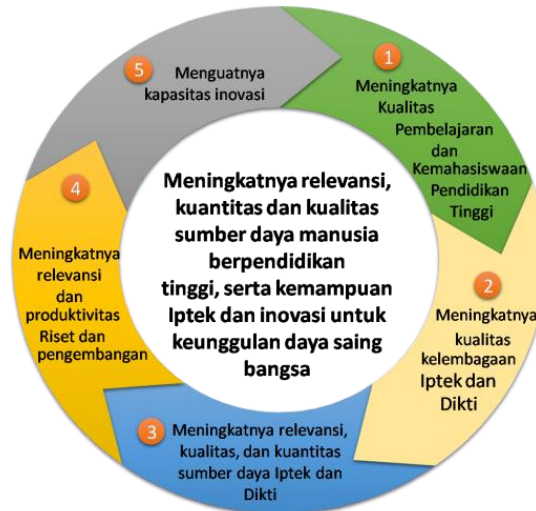 1
Meningkatnya
Kualitas
Pembelajaran
dan
Kemahasiswaan
Pendidikan
Tinggi
2
Meningkatnya
kualitas
kelembagaan
Iptek dan
Dikti
3
Meningkatnya relevansi,
kualitas, dan kuantitas
sumber daya Iptek dan
Dikti
4
Meningkatnya
relevansi
dan
produktivitas
Riset dan
pengembangan
5
Menguatnya
kapasitas inovasi
Meningkatnya relevansi,
kuantitas dan kualitas
sumber daya manusia
berpendidikan
tinggi, serta kemampuan
Iptek dan inovasi untuk
keunggulan daya saing
bangsa